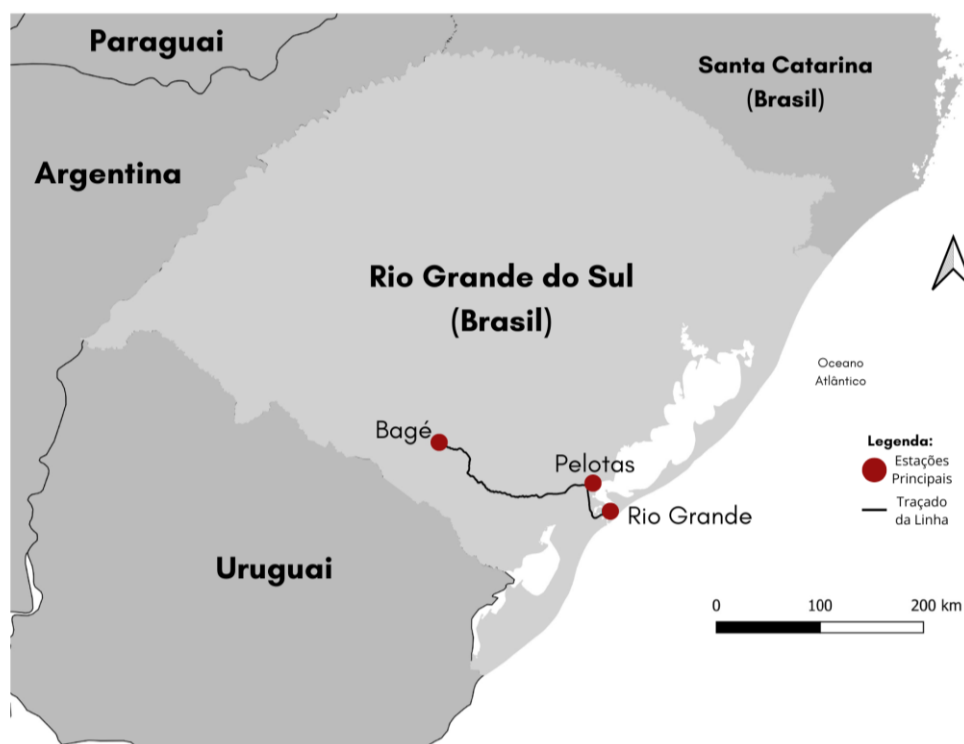 Paraguai
Santa Catarina
(Brasil)
Argentina
Rio Grande do Sul
(Brasil)
Oceano
Atlântico
Bagé
Pelotas
Rio Grande
Uruguai
Legenda:
Estações
Principais
Traçado
da Linha
0 100 200 km